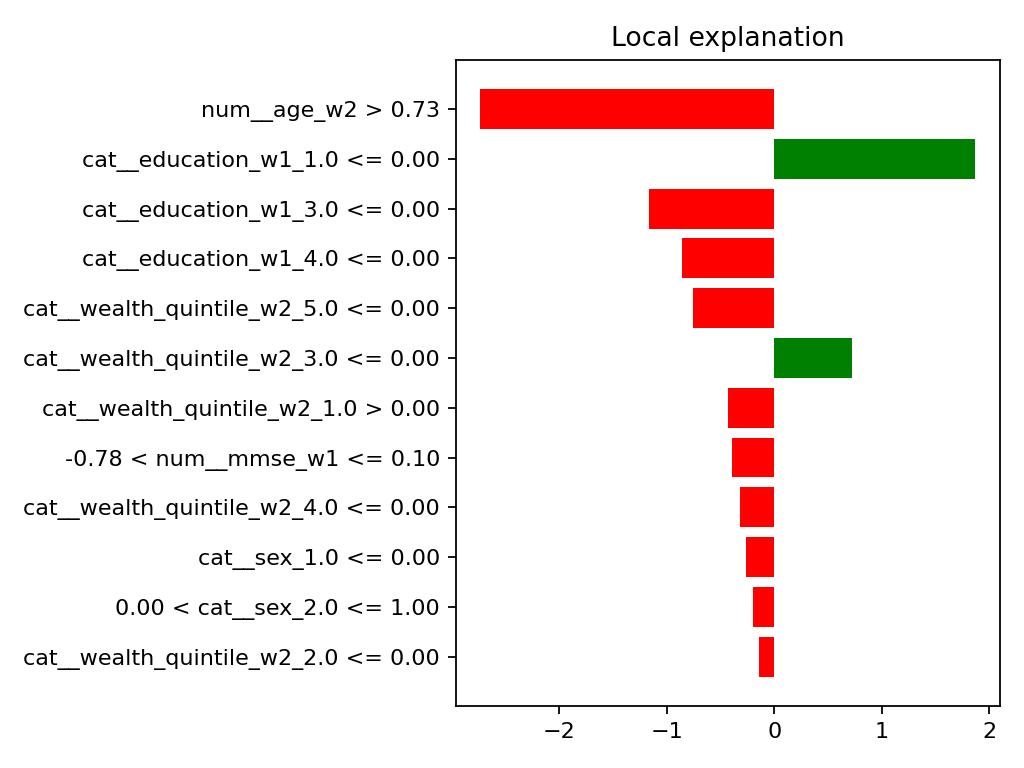 Local explanation
num__age_w2 > 0.73
cat__education_w1_1.0 <= 0.00
cat__education_w1_3.0 <= 0.00
cat__education_w1_4.0 <= 0.00
cat__wealth_quintile_w2_5.0 <= 0.00
cat__wealth_quintile_w2_3.0 <= 0.00
cat__wealth_quintile_w2_1.0 > 0.00
-0.78 < num__mmse_w1 <= 0.10
cat__wealth_quintile_w2_4.0 <= 0.00
cat__sex_1.0 <= 0.00
0.00 < cat__sex_2.0 <= 1.00
cat__wealth_quintile_w2_2.0 <= 0.00
−2 −1 0 1 2